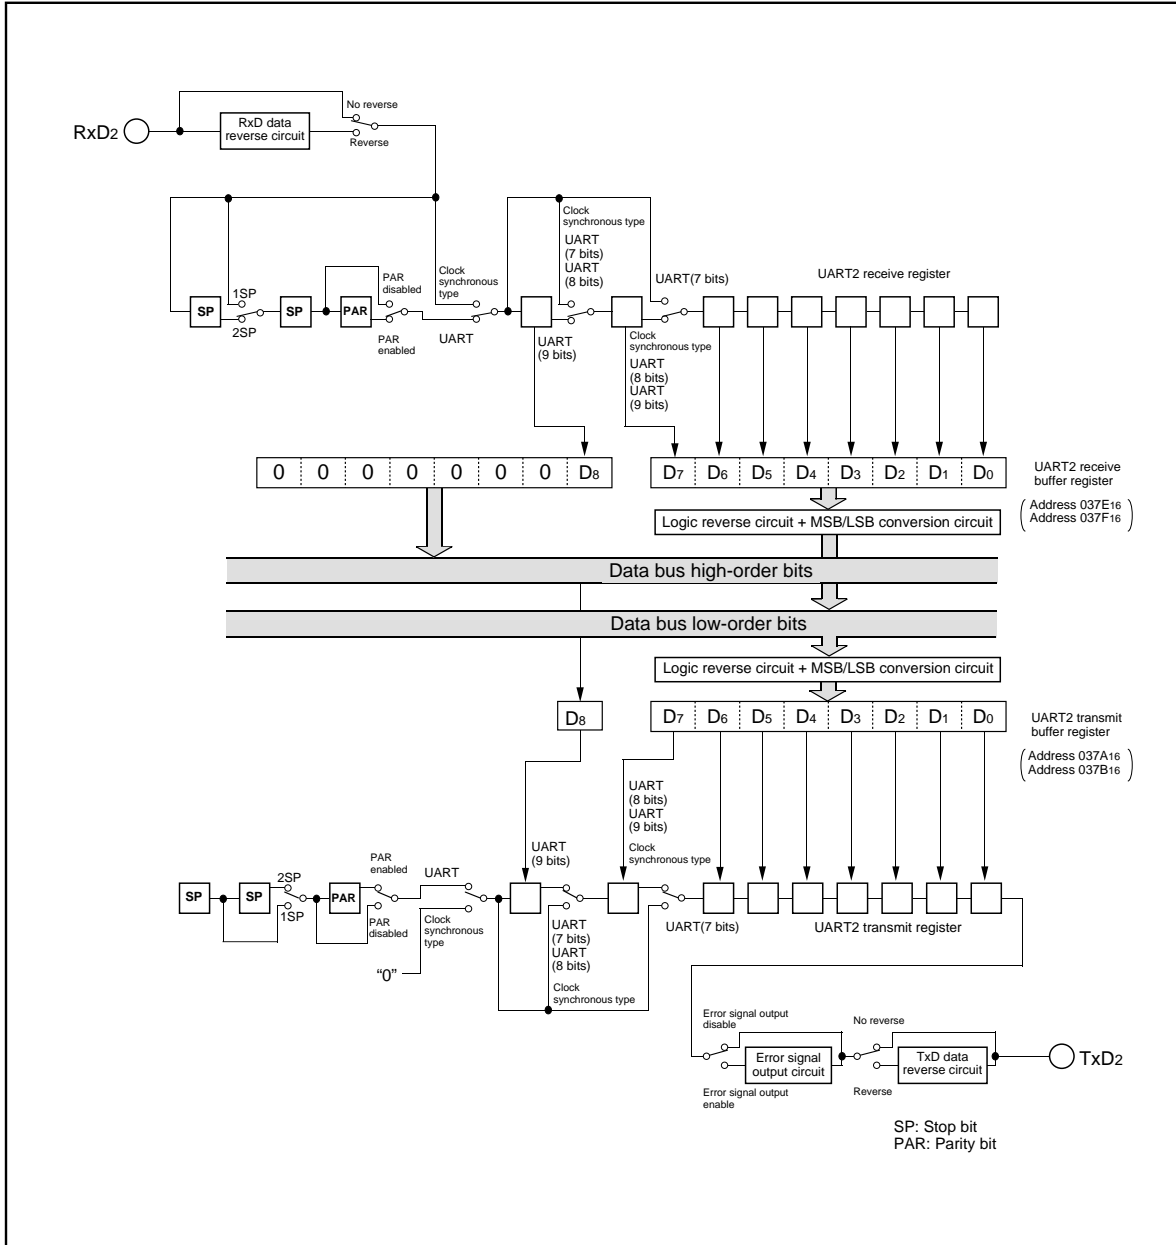 No reverse
RxD2
RxD data
reverse circuit
Reverse
Clock
synchronous type
UART
(7 bits)
UART
(8 bits)
PAR
disabled
Clock
synchronous
type
UART(7 bits)
UART2 receive register
1SP
SP
SP
PAR
2SP
PAR
enabled
UART
UART
(9 bits)
Clock
synchronous type
UART
(8 bits)
UART
(9 bits)
0 0 0 0 0 0 0 D8
D7 D6 D5 D4 D3 D2 D1 D0
UART2 receive
buffer register
Logic reverse circuit + MSB/LSB conversion circuit
(Address 037E16
Address 037F16)
Data bus high-order bits
Data bus low-order bits
Logic reverse circuit + MSB/LSB conversion circuit
D8
D7 D6 D5 D4 D3 D2 D1 D0
UART2 transmit
buffer register
(Address 037A16
Address 037B16)
UART
(8 bits)
UART
(9 bits)
Clock
synchronous type
UART
(9 bits)
PAR
enabled
UART
2SP
SP
SP
PAR
1SP
PAR
disabled
Clock
synchronous
type
"0"
UART
(7 bits)
UART
(8 bits)
Clock
synchronous type
UART(7 bits)
UART2 transmit register
Error signal output
disable
No reverse
Error signal
output circuit
TxD data
reverse circuit
TxD2
Error signal output
enable
Reverse
SP: Stop bit
PAR: Parity bit